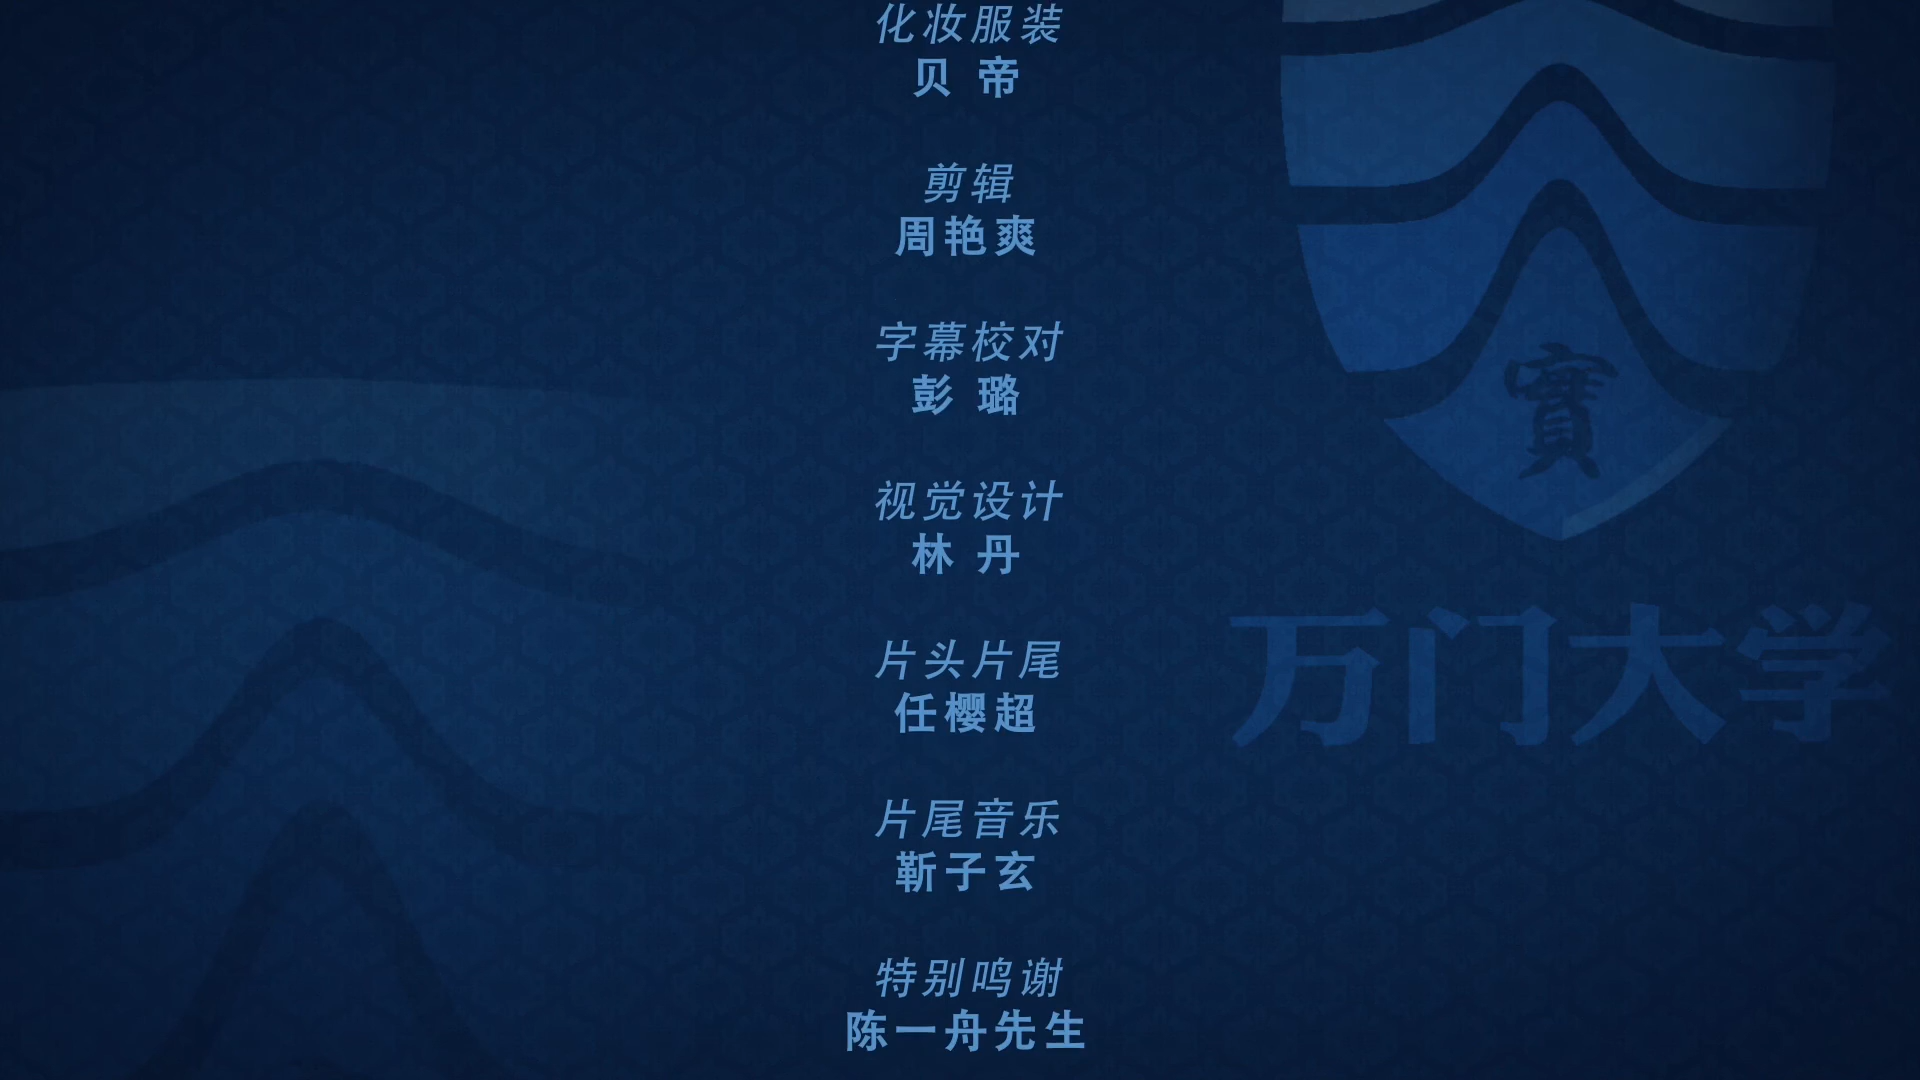 化妆服装
贝 帝
剪辑
周艳爽
字幕校对
彭 璐
视觉设计
林 丹
片头片尾
任樱超
片尾音乐
靳子玄
特别鸣谢
陈一舟先生
實
万门大学